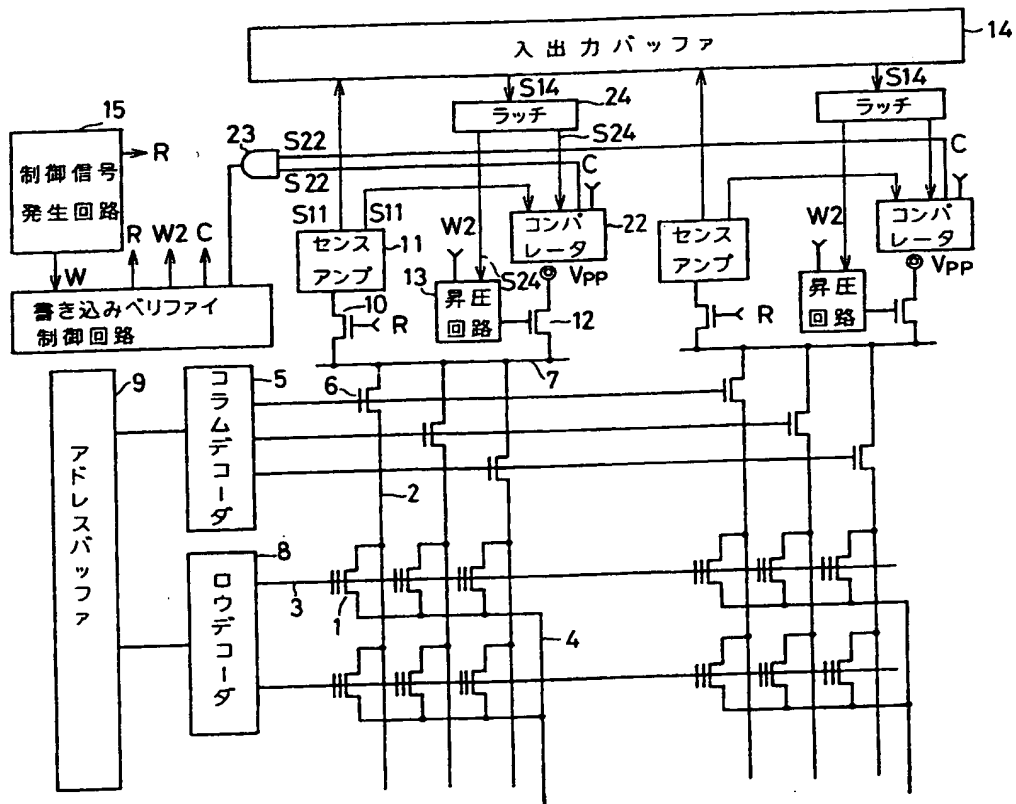 入出力バッファ
14
S14
S14
15
24
ラッチ
ラッチ
23
S22
S24
制御信号
発生回路
R
S22
C
C
S11
S11
コンパ
レータ
22
コンパ
レータ
W2
W2
R
W2
C
センス
アンプ
11
センス
アンプ
W
S24
VPP
VPP
13
昇圧
回路
昇圧
回路
書き込みベリファイ
制御回路
10
R
12
R
9
5
6
7
コラムデコーダ
アドレスバッファ
2
8
ロウデコーダ
3
1
4